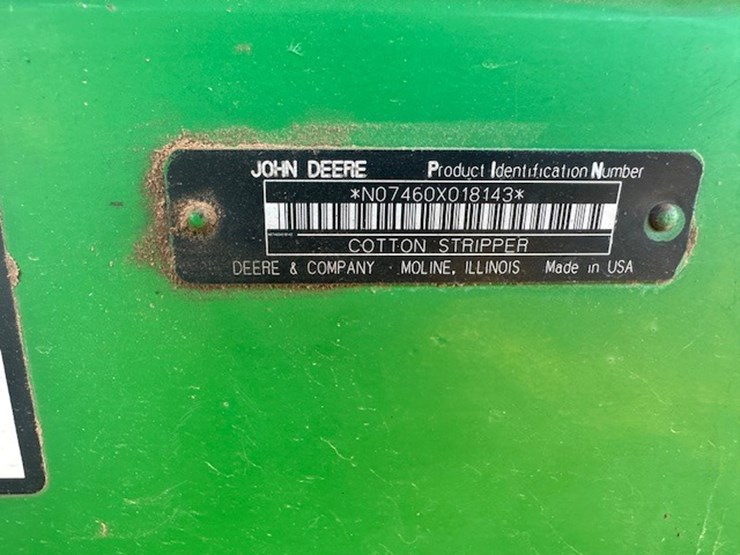 JOHN DEERE Product Identification Number
*N07460X018143*
COTTON STRIPPER
DEERE & COMPANY MOLINE, ILLINOIS Made in USA